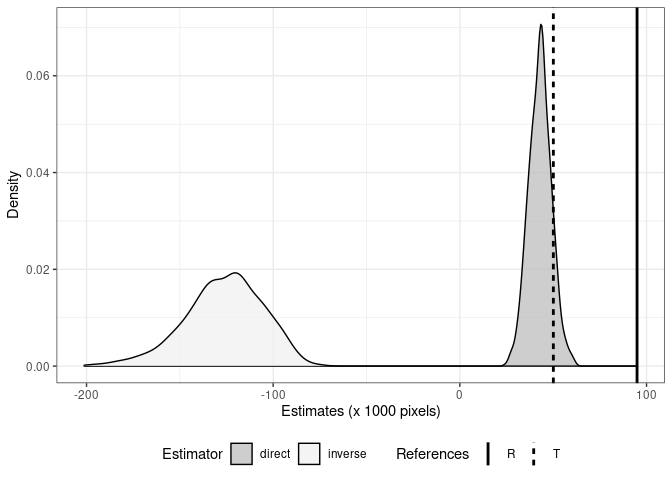 0.06
0.04
0.02
0.00
Density
-200 -100 0 100
Estimates (x 1000 pixels)
Estimator direct inverse References R T